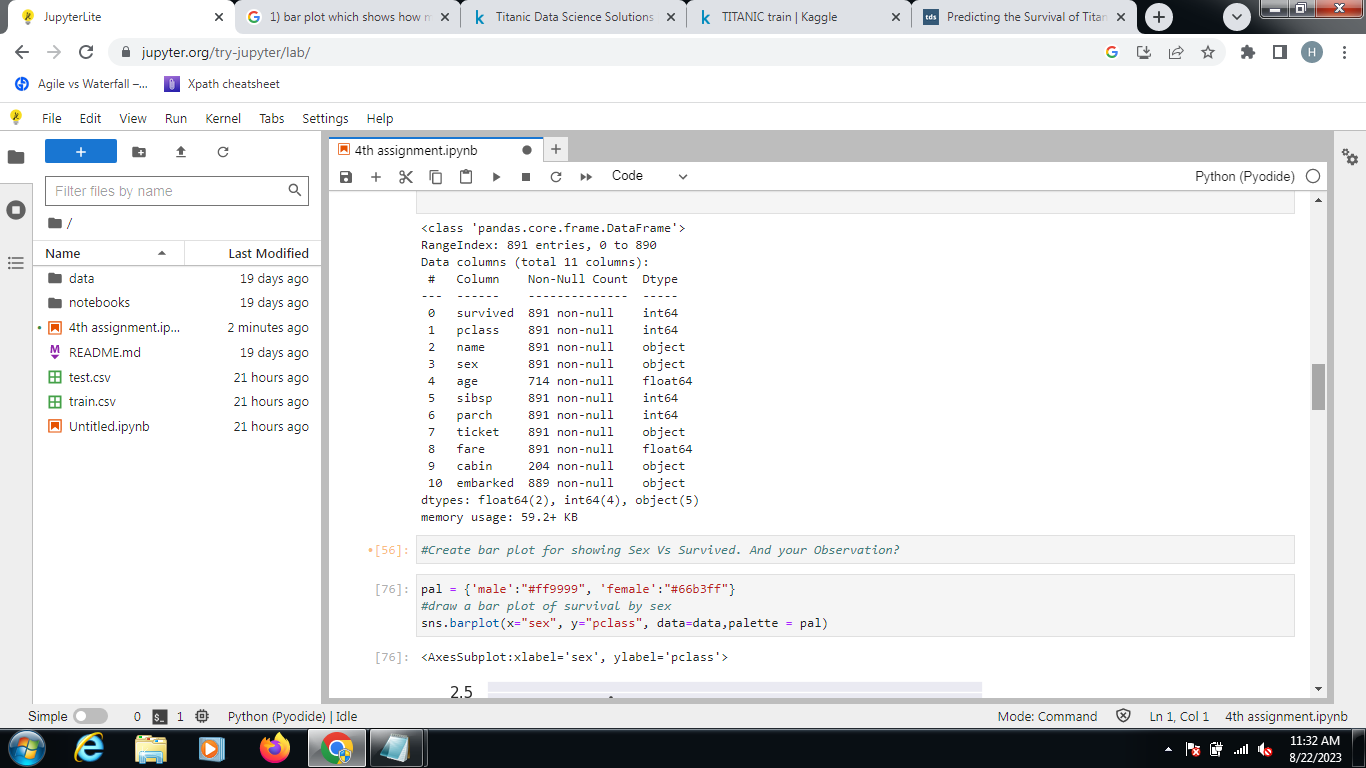 JupyterLite
1) bar plot which shows how m
Titanic Data Science Solutions
TITANIC train | Kaggle
Predicting the Survival of Titan
jupyter.org/try-jupyter/lab/
H
Agile vs Waterfall –...
Xpath cheatsheet
File Edit View Run Kernel Tabs Settings Help
4th assignment.ipynb
Code
Python (Pyodide)
Filter files by name
/
Name Last Modified
data 19 days ago
notebooks 19 days ago
4th assignment.ip... 2 minutes ago
README.md 19 days ago
test.csv 21 hours ago
train.csv 21 hours ago
Untitled.ipynb 21 hours ago
<class 'pandas.core.frame.DataFrame'>
RangeIndex: 891 entries, 0 to 890
Data columns (total 11 columns):
 #   Column    Non-Null Count  Dtype
---  ------    --------------  -----
 0   survived  891 non-null    int64
 1   pclass    891 non-null    int64
 2   name      891 non-null    object
 3   sex       891 non-null    object
 4   age       714 non-null    float64
 5   sibsp     891 non-null    int64
 6   parch     891 non-null    int64
 7   ticket    891 non-null    object
 8   fare      891 non-null    float64
 9   cabin     204 non-null    object
 10  embarked  889 non-null    object
dtypes: float64(2), int64(4), object(5)
memory usage: 59.2+ KB
[56]: #Create bar plot for showing Sex Vs Survived. And your Observation?
[76]: pal = {'male':"#ff9999", 'female':"#66b3ff"}
#draw a bar plot of survival by sex
sns.barplot(x="sex", y="pclass", data=data,palette = pal)
[76]: <AxesSubplot:xlabel='sex', ylabel='pclass'>
2.5
Simple 0 1 Python (Pyodide) | Idle Mode: Command Ln 1, Col 1 4th assignment.ipynb
11:32 AM
8/22/2023